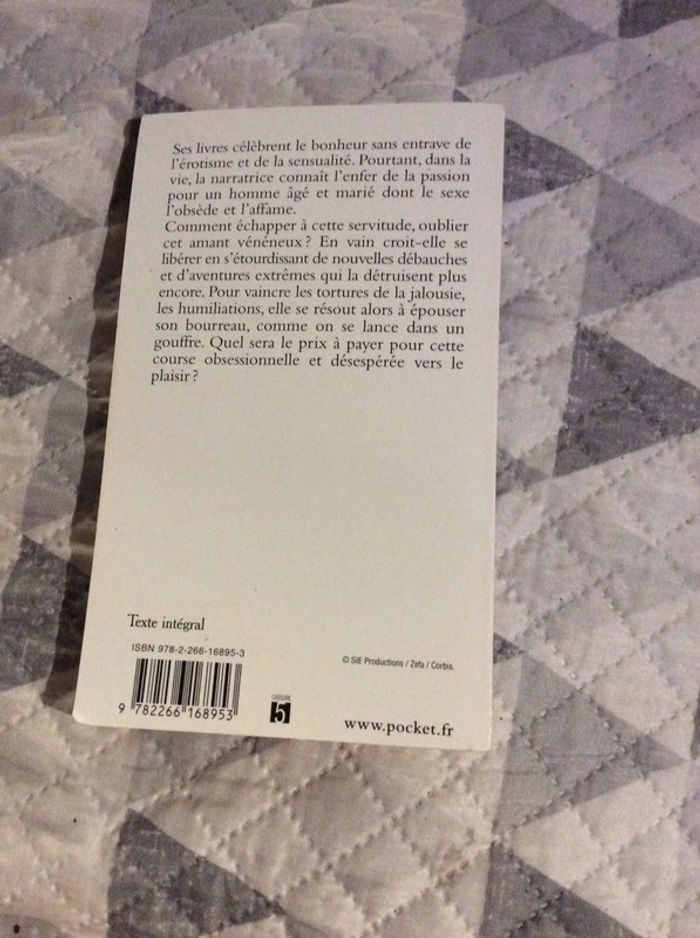 Ses livres célèbrent le bonheur sans entrave de
l'érotisme et de la sensualité. Pourtant, dans la
vie, la narratrice connaît l'enfer de la passion
pour un homme âgé et marié dont le sexe
l'obsède et l'affame.
Comment échapper à cette servitude, oublier
cet amant vénéneux ? En vain croit-elle se
libérer en s'étourdissant de nouvelles débauches
et d'aventures extrêmes qui la détruisent plus
encore. Pour vaincre les tortures de la jalousie,
les humiliations, elle se résout alors à épouser
son bourreau, comme on se lance dans un
gouffre. Quel sera le prix à payer pour cette
course obsessionnelle et désespérée vers le
plaisir ?
Texte intégral
ISBN 978-2-266-16895-3
© SIE Productions / Zefa / Corbis.
9 782266 168953
CATÉGORIE
5
www.pocket.fr